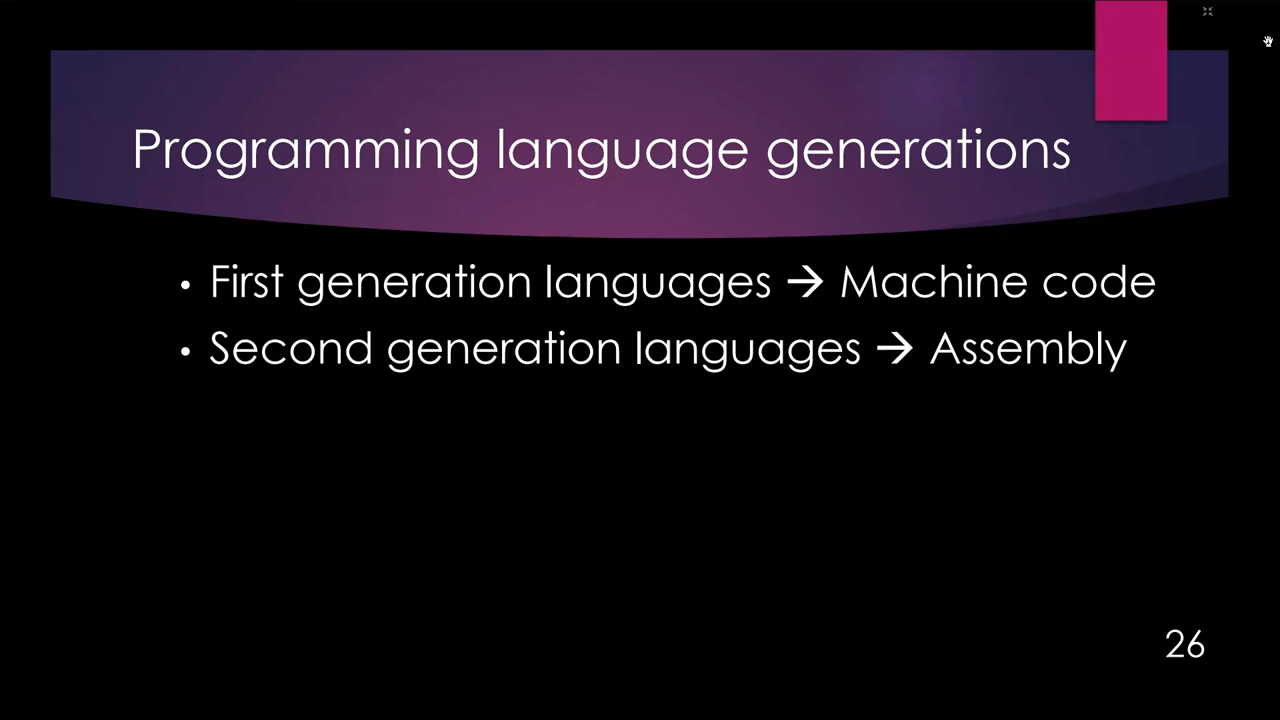 Programming language generations
• First generation languages → Machine code
• Second generation languages → Assembly
26